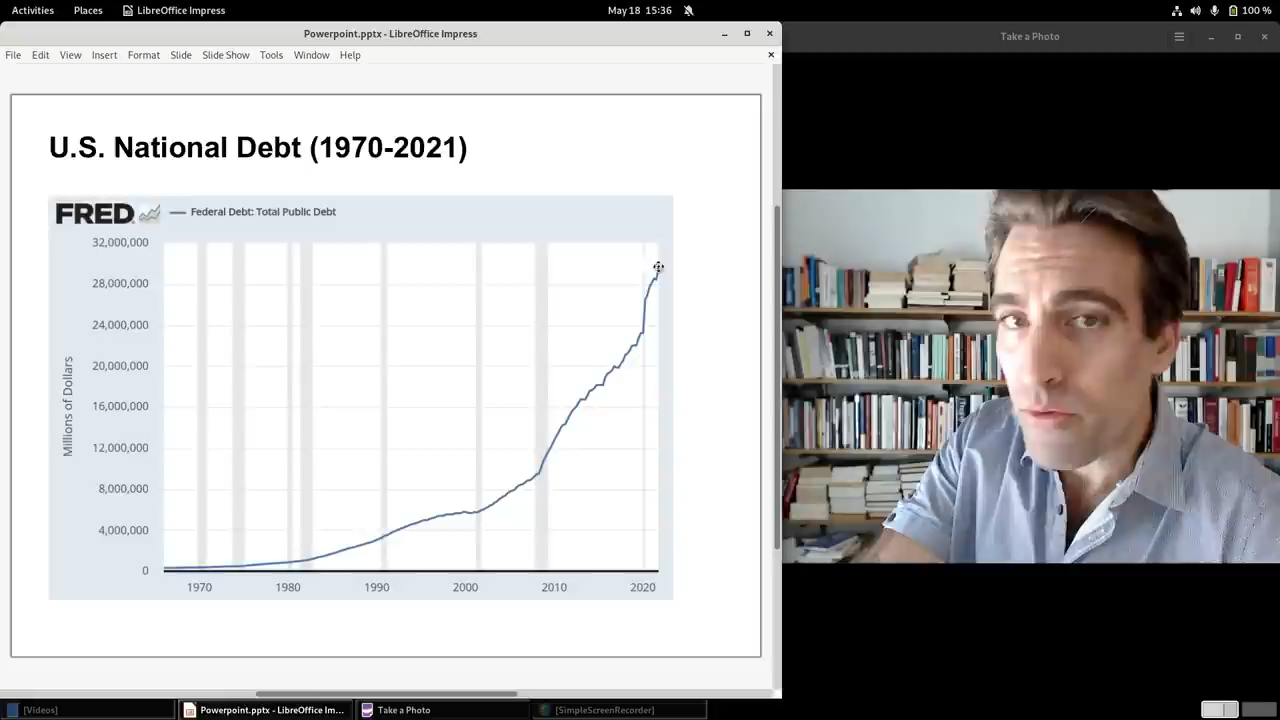 Activities Places LibreOffice Impress May 18 15:36 100 %
Powerpoint.pptx - LibreOffice Impress
Take a Photo
File Edit View Insert Format Slide Slide Show Tools Window Help
U.S. National Debt (1970-2021)
FRED Federal Debt: Total Public Debt
32,000,000
28,000,000
24,000,000
20,000,000
16,000,000
12,000,000
8,000,000
4,000,000
0
Millions of Dollars
1970 1980 1990 2000 2010 2020
[Videos] Powerpoint.pptx - LibreOffice Im... Take a Photo [SimpleScreenRecorder]